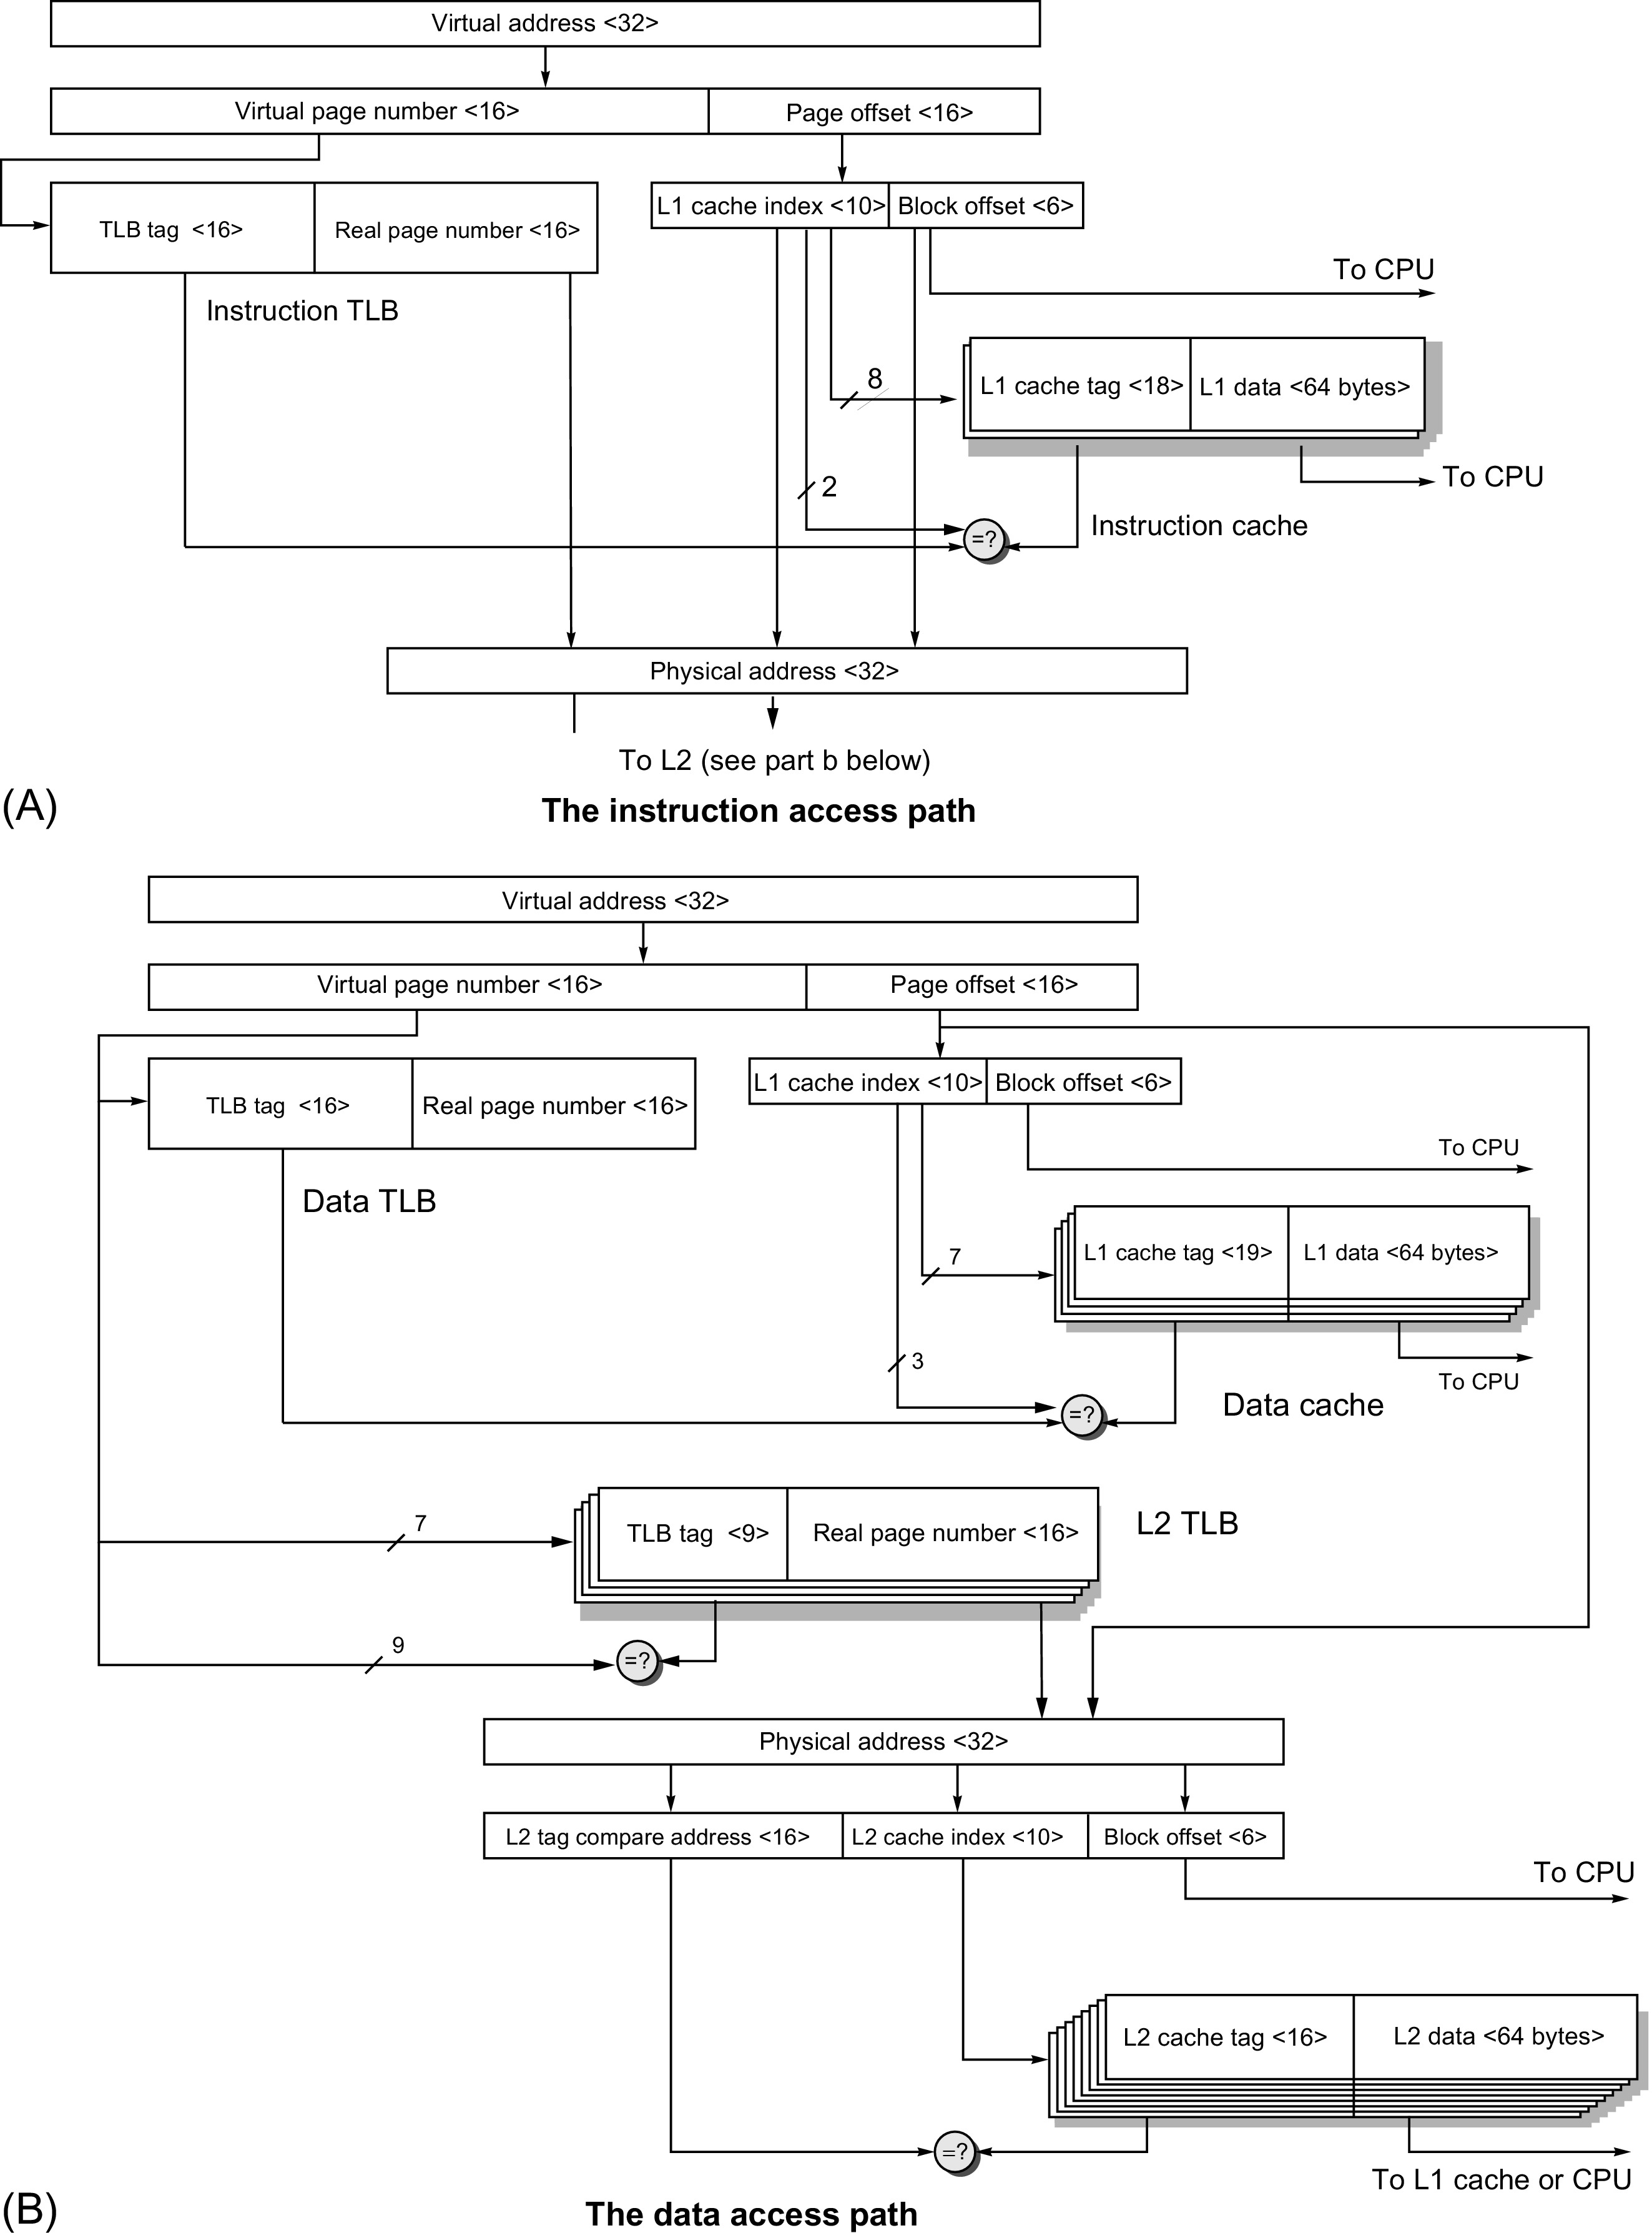 Virtual address <32>
Virtual page number <16>
Page offset <16>
TLB tag <16>
Real page number <16>
L1 cache index <10>
Block offset <6>
To CPU
Instruction TLB
8
L1 cache tag <18>
L1 data <64 bytes>
To CPU
2
Instruction cache
=?
Physical address <32>
To L2 (see part b below)
(A)
The instruction access path
Virtual address <32>
Virtual page number <16>
Page offset <16>
TLB tag <16>
Real page number <16>
L1 cache index <10>
Block offset <6>
To CPU
Data TLB
7
L1 cache tag <19>
L1 data <64 bytes>
3
To CPU
Data cache
=?
7
TLB tag <9>
Real page number <16>
L2 TLB
9
=?
Physical address <32>
L2 tag compare address <16>
L2 cache index <10>
Block offset <6>
To CPU
L2 cache tag <16>
L2 data <64 bytes>
=?
To L1 cache or CPU
(B)
The data access path